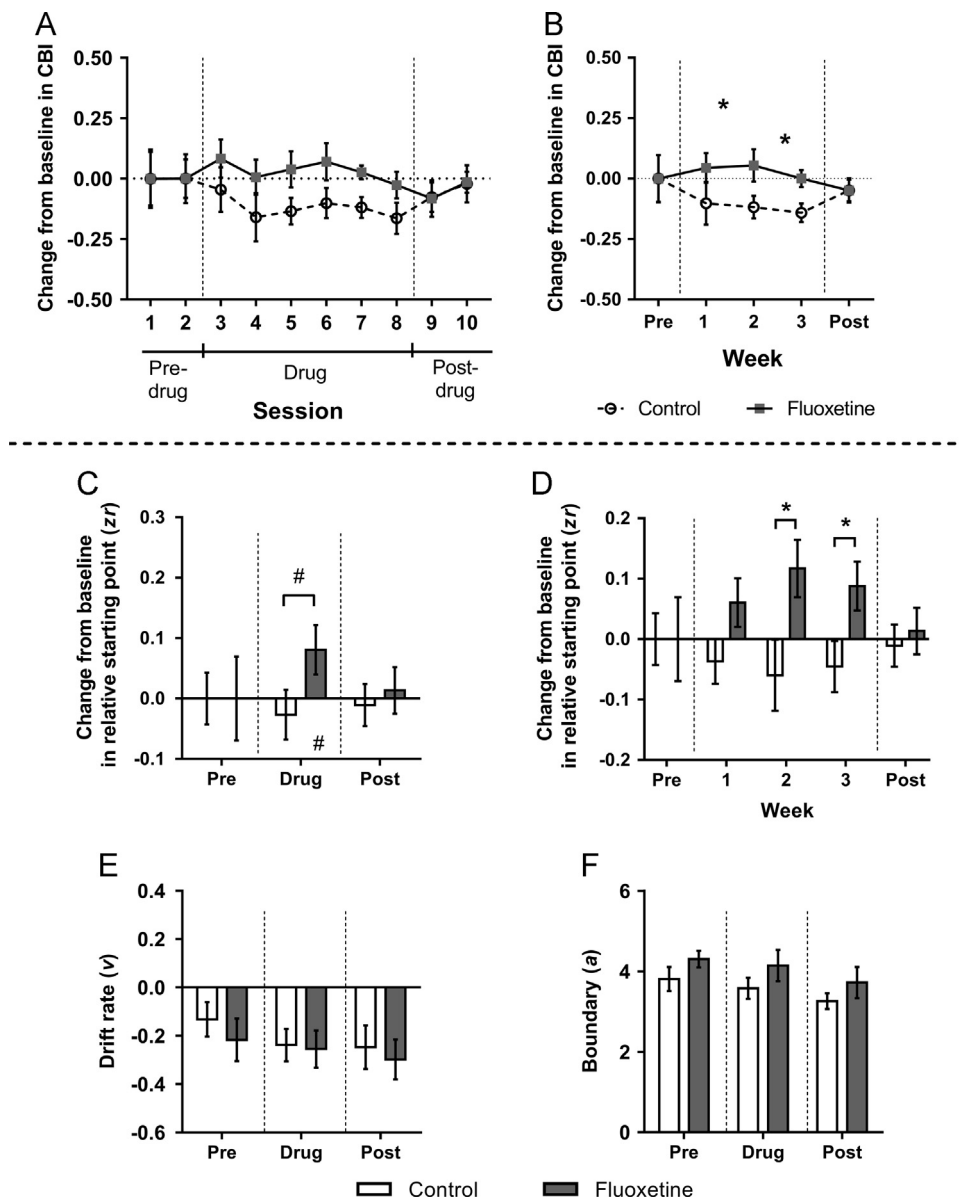 A
Change from baseline in CBI
0.50
0.25
0.00
-0.25
-0.50
1 2 3 4 5 6 7 8 9 10
Pre-drug
Drug
Post-drug
Session
B
Change from baseline in CBI
0.50
0.25
0.00
-0.25
-0.50
*
*
Pre 1 2 3 Post
Week
Control Fluoxetine
C
Change from baseline
in relative starting point (zr)
0.3
0.2
0.1
0.0
-0.1
#
#
Pre Drug Post
D
Change from baseline
in relative starting point (zr)
0.2
0.1
0.0
-0.1
-0.2
*
*
Pre 1 2 3 Post
Week
E
Drift rate (v)
0.4
0.2
0.0
-0.2
-0.4
-0.6
Pre Drug Post
F
Boundary (a)
6
4
2
0
Pre Drug Post
Control Fluoxetine